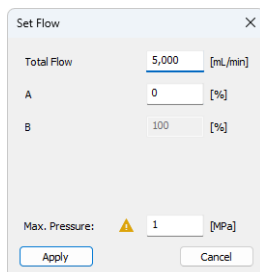 Set Flow
Total Flow 5,000 [mL/min]
A 0 [%]
B 100 [%]
Max. Pressure: 1 [MPa]
Apply Cancel